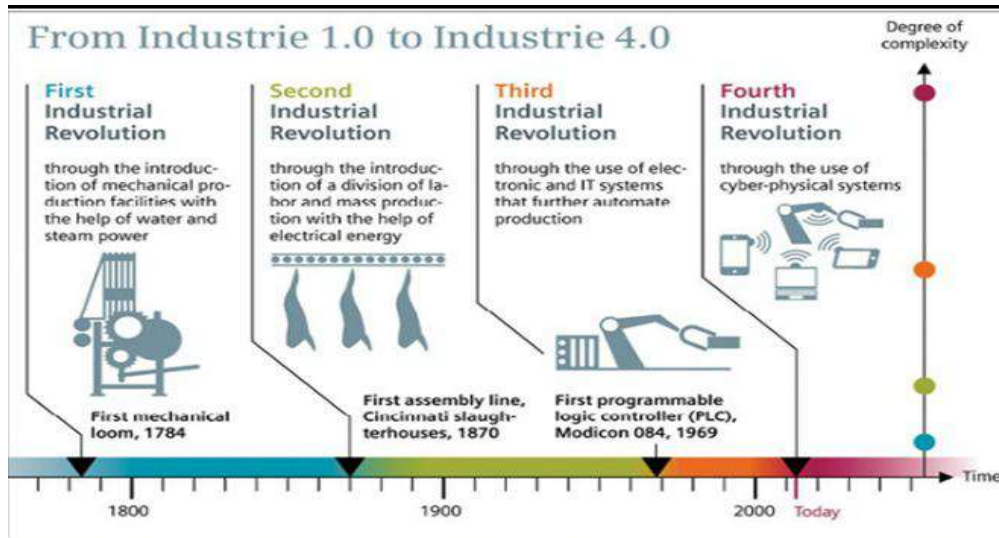 From Industrie 1.0 to Industrie 4.0
Degree of
complexity
First
Industrial
Revolution
through the introduc-
tion of mechanical pro-
duction facilities with
the help of water and
steam power
Second
Industrial
Revolution
through the introduc-
tion of a division of la-
bor and mass produc-
tion with the help of
electrical energy
Third
Industrial
Revolution
through the use of elec-
tronic and IT systems
that further automate
production
Fourth
Industrial
Revolution
through the use of
cyber-physical systems
First mechanical
loom, 1784
First assembly line,
Cincinnati slaugh-
terhouses, 1870
First programmable
logic controller (PLC),
Modicon 084, 1969
Time
1800
1900
2000
Today